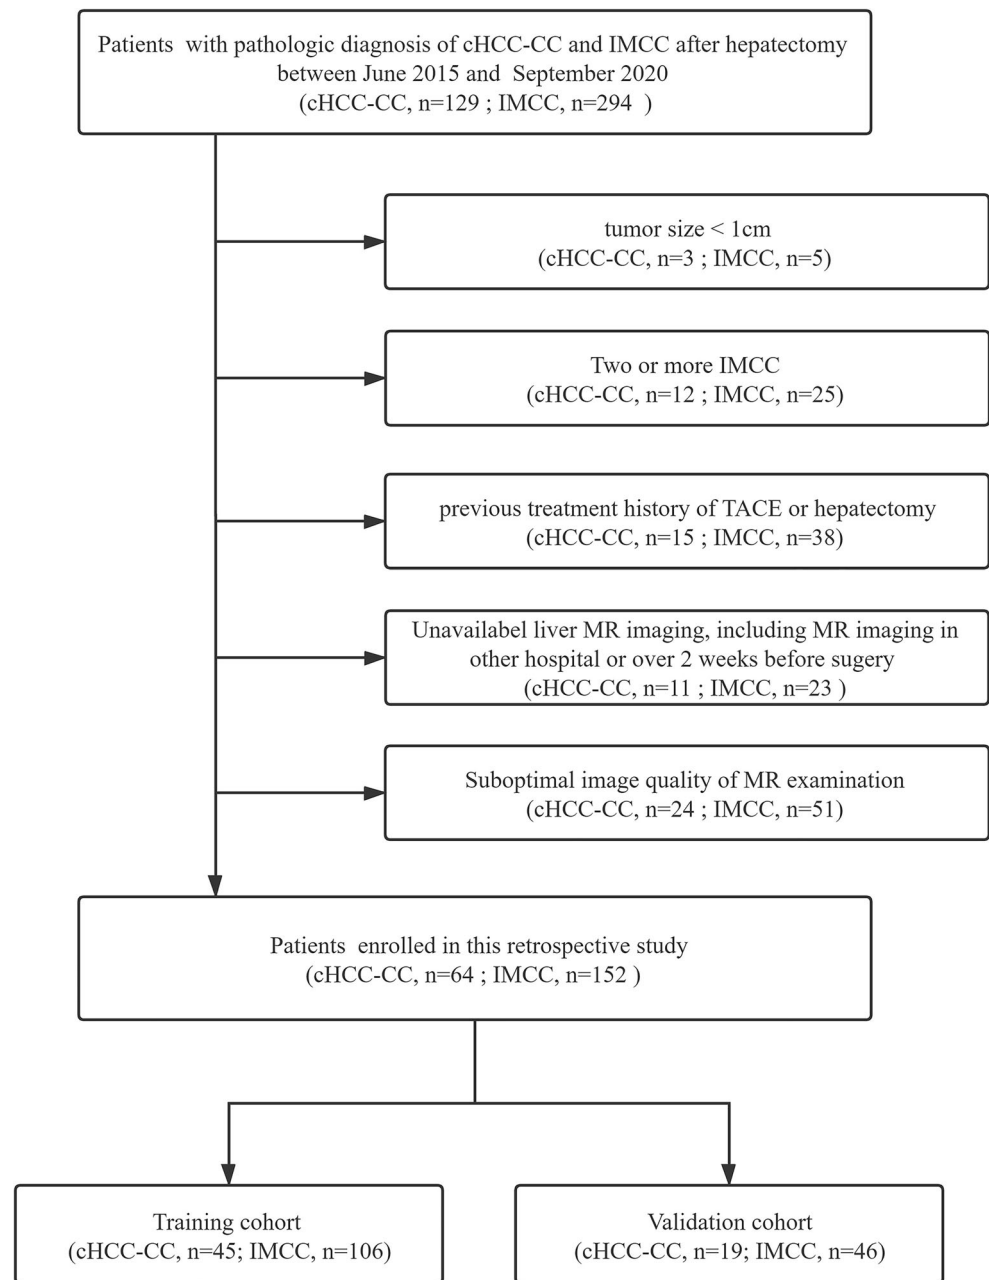 Patients with pathologic diagnosis of cHCC-CC and IMCC after hepatectomy
between June 2015 and September 2020
(cHCC-CC, n=129 ; IMCC, n=294 )
tumor size < 1cm
(cHCC-CC, n=3 ; IMCC, n=5)
Two or more IMCC
(cHCC-CC, n=12 ; IMCC, n=25)
previous treatment history of TACE or hepatectomy
(cHCC-CC, n=15 ; IMCC, n=38)
Unavailabel liver MR imaging, including MR imaging in
other hospital or over 2 weeks before sugery
(cHCC-CC, n=11 ; IMCC, n=23 )
Suboptimal image quality of MR examination
(cHCC-CC, n=24 ; IMCC, n=51)
Patients enrolled in this retrospective study
(cHCC-CC, n=64 ; IMCC, n=152 )
Training cohort
(cHCC-CC, n=45; IMCC, n=106)
Validation cohort
(cHCC-CC, n=19; IMCC, n=46)